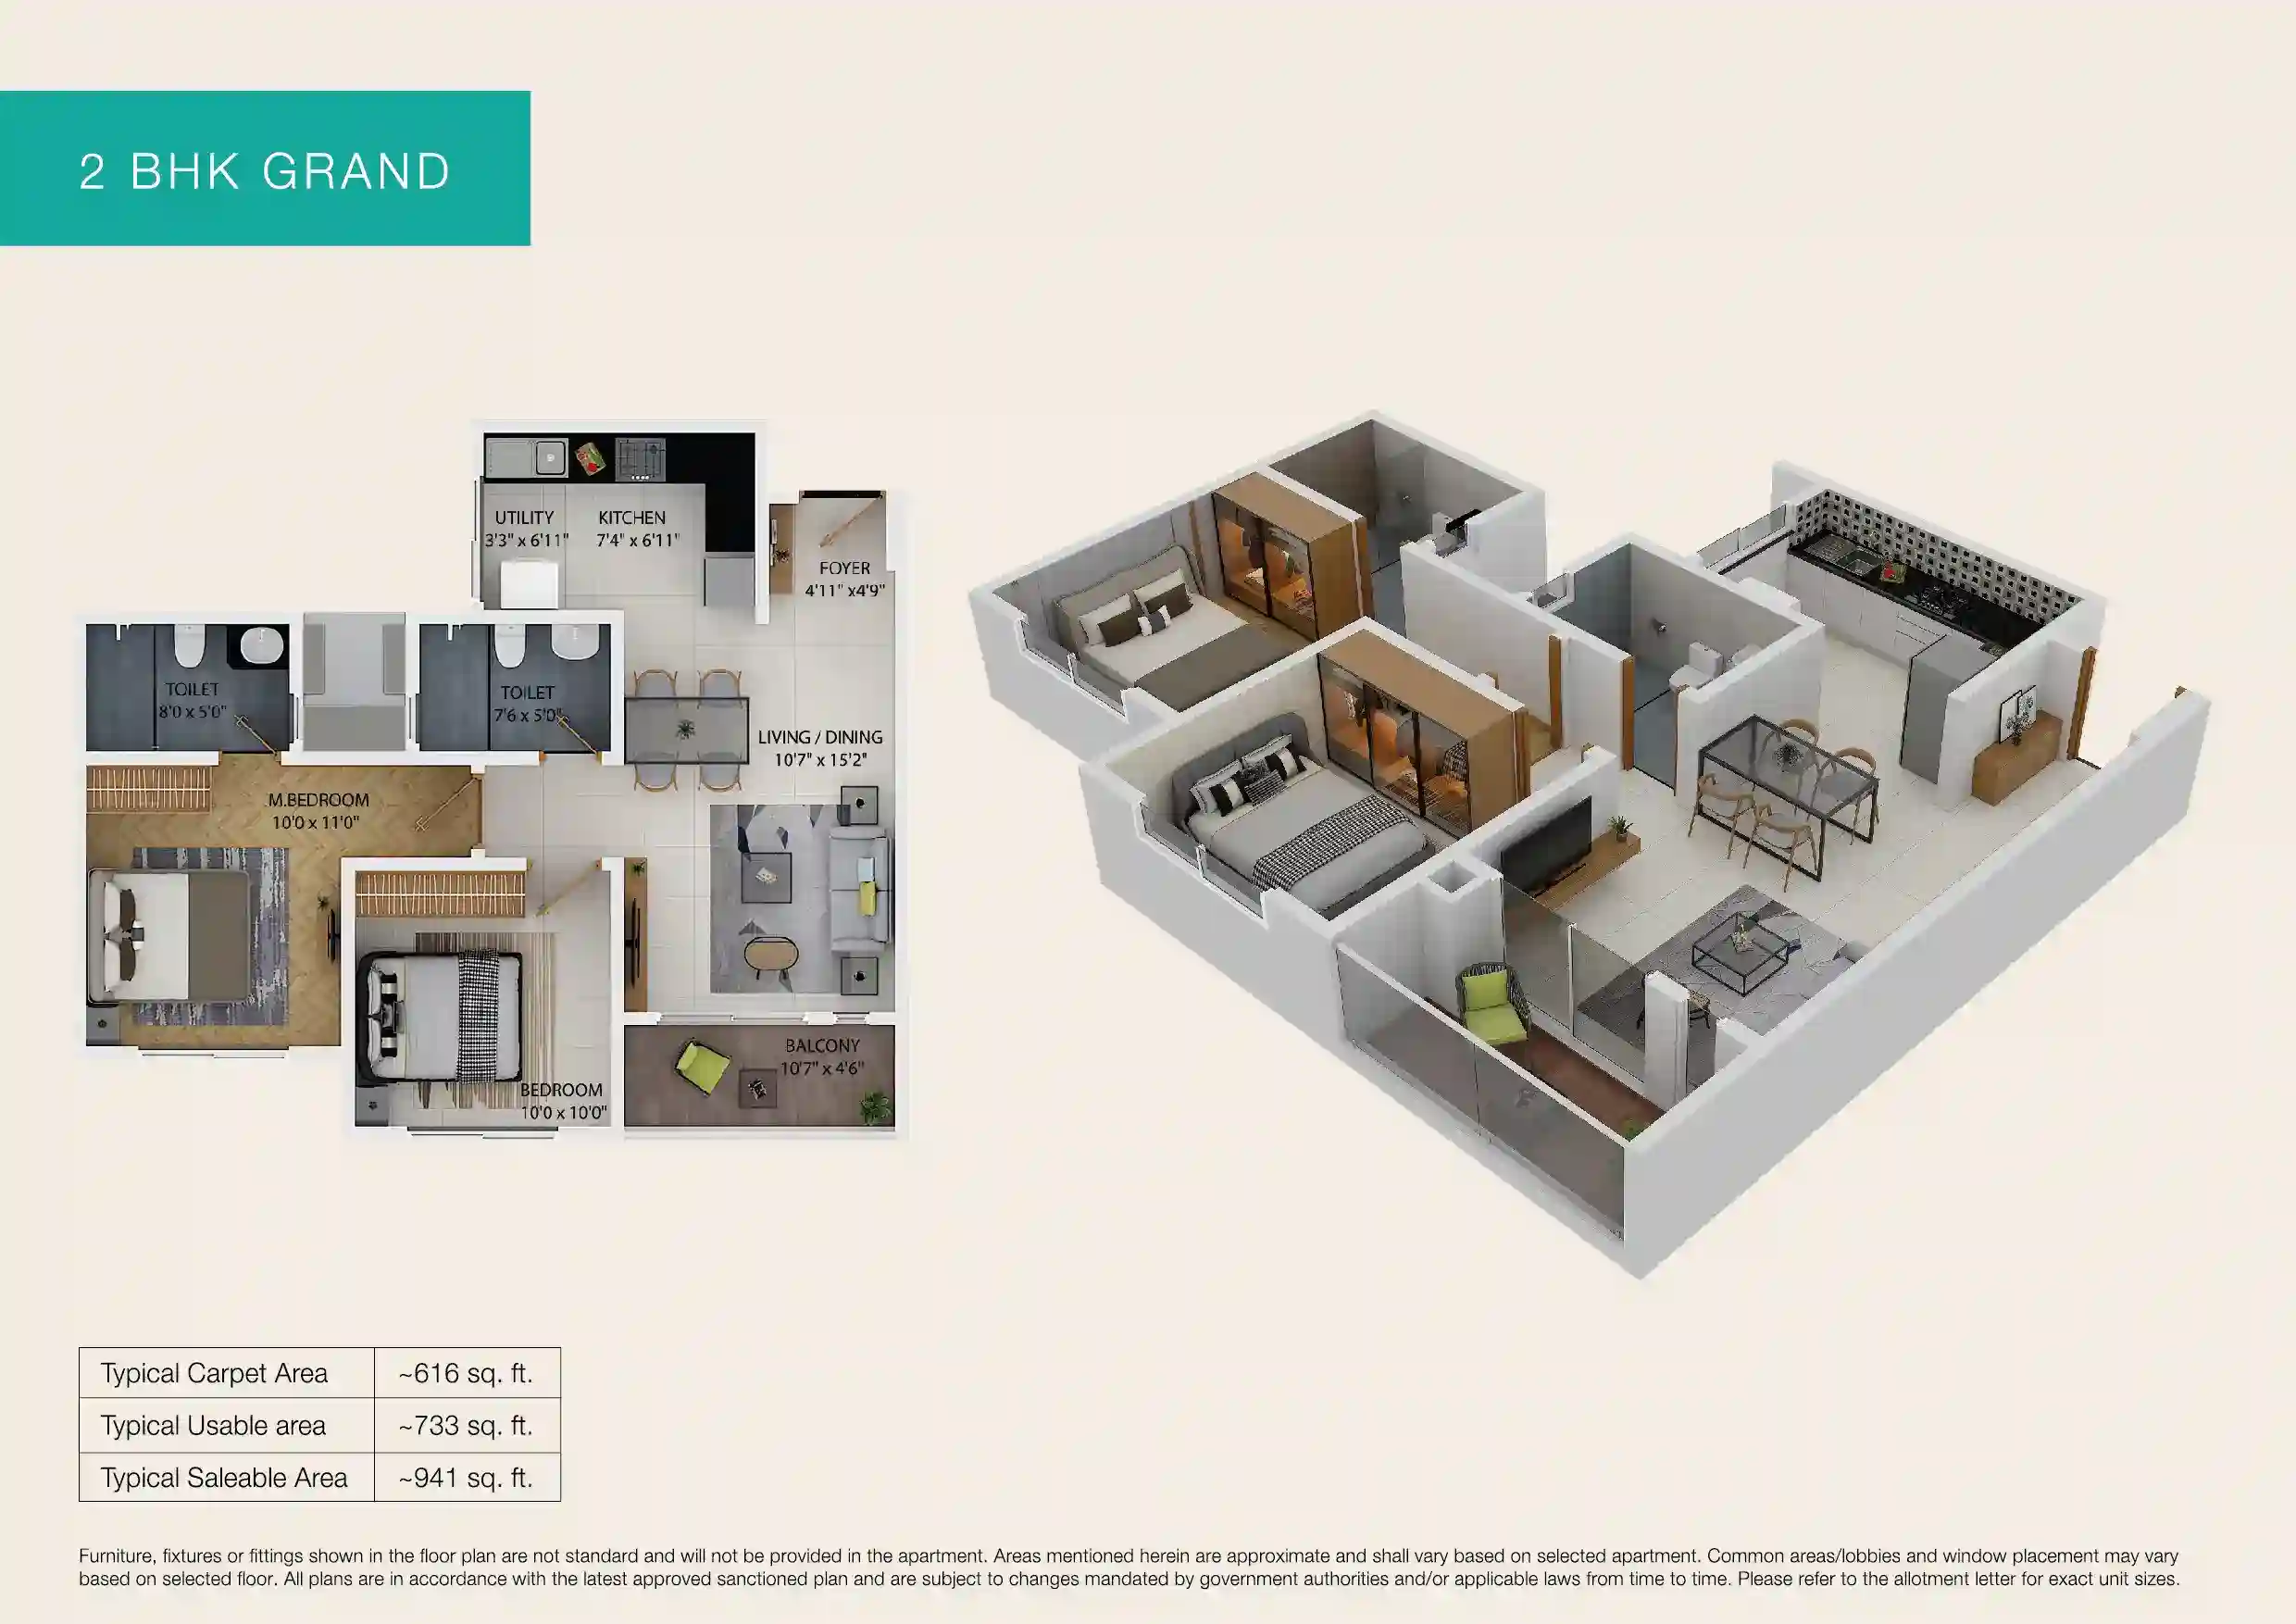 2 BHK GRAND
UTILITY
3'3" x 6'11"
KITCHEN
7'4" x 6'11"
FOYER
4'11" x4'9"
TOILET
8'0 x 5'0"
TOILET
7'6 x 5'0"
LIVING / DINING
10'7" x 15'2"
M.BEDROOM
10'0 x 11'0"
BALCONY
10'7" x 4'6"
BEDROOM
10'0 x 10'0"
Typical Carpet Area ~616 sq. ft.
Typical Usable area ~733 sq. ft.
Typical Saleable Area ~941 sq. ft.
Furniture, fixtures or fittings shown in the floor plan are not standard and will not be provided in the apartment. Areas mentioned herein are approximate and shall vary based on selected apartment. Common areas/lobbies and window placement may vary
based on selected floor. All plans are in accordance with the latest approved sanctioned plan and are subject to changes mandated by government authorities and/or applicable laws from time to time. Please refer to the allotment letter for exact unit sizes.